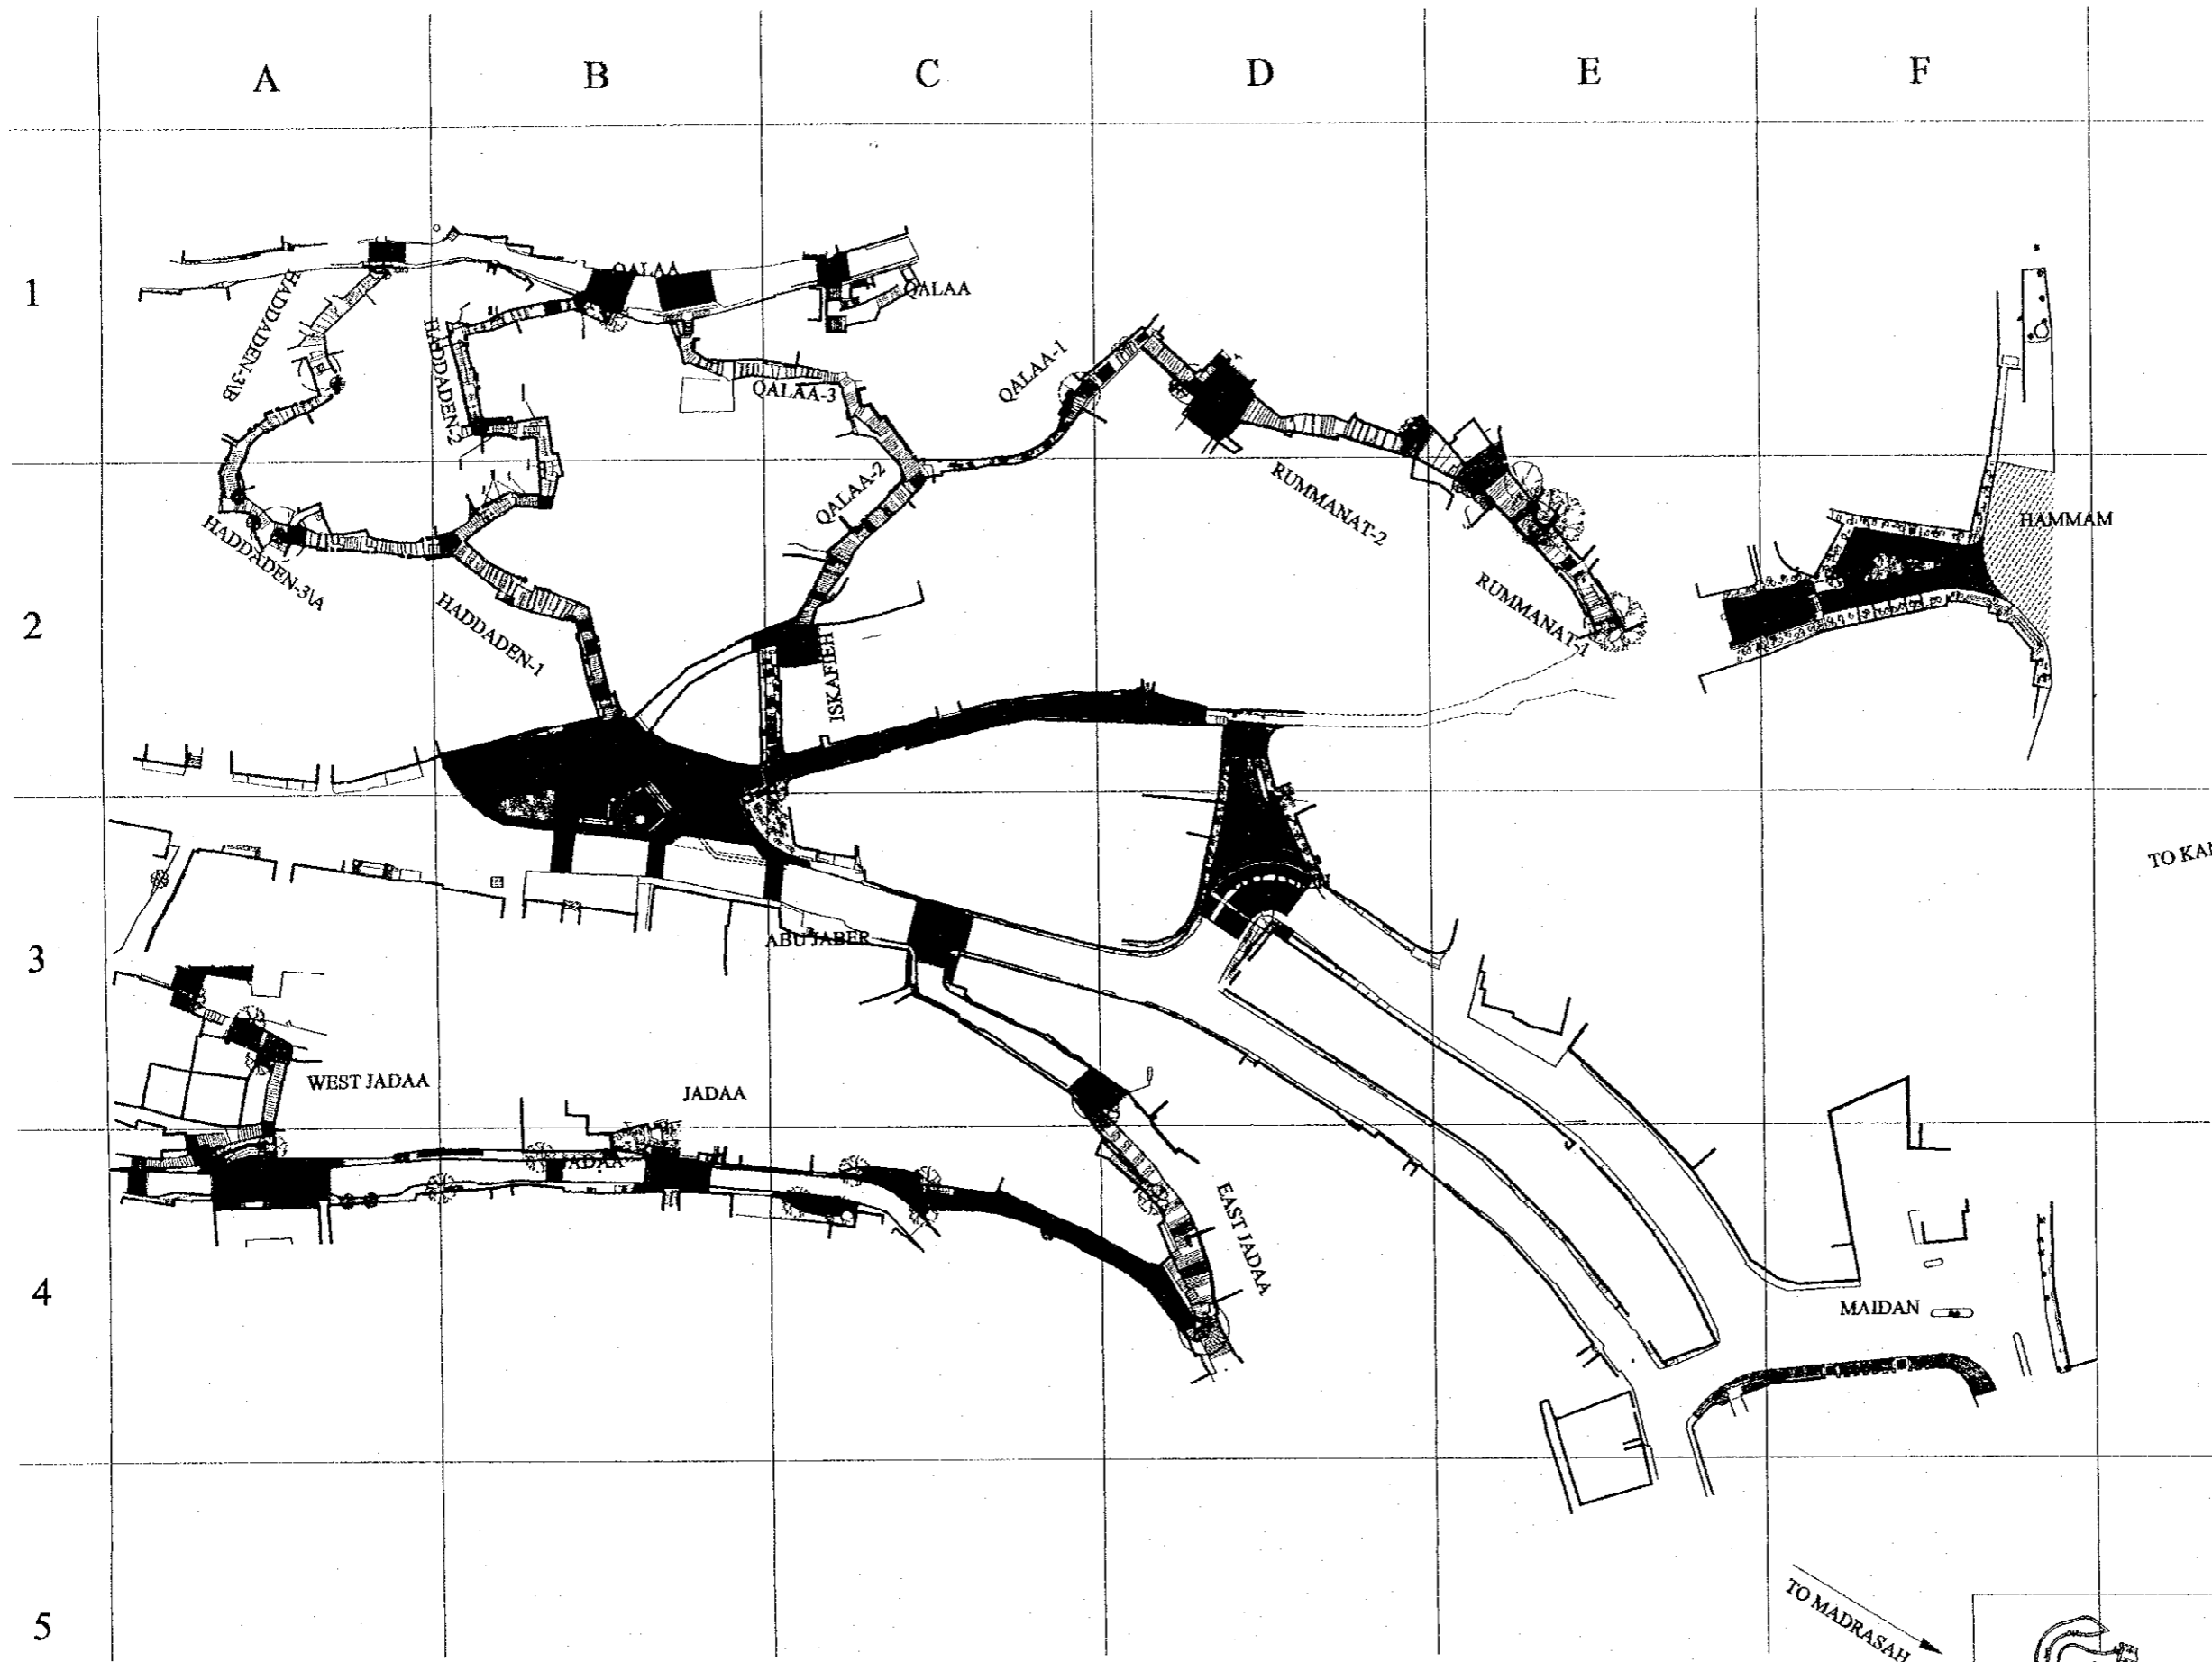 A
B
C
D
E
F
1
QALAA
QALAA
HADDADEN-3\B
HADDADEN-2
QALAA-3
QALAA-1
QALAA-2
RUMMANAT-2
HAMMAM
HADDADEN-3\A
HADDADEN-1
RUMMANAT-1
2
ISKAFIEH
TO
3
ABU JABER
WEST JADAA
JADAA
JADAA
EAST JADAA
4
MAIDAN
TO MADRASAH
5